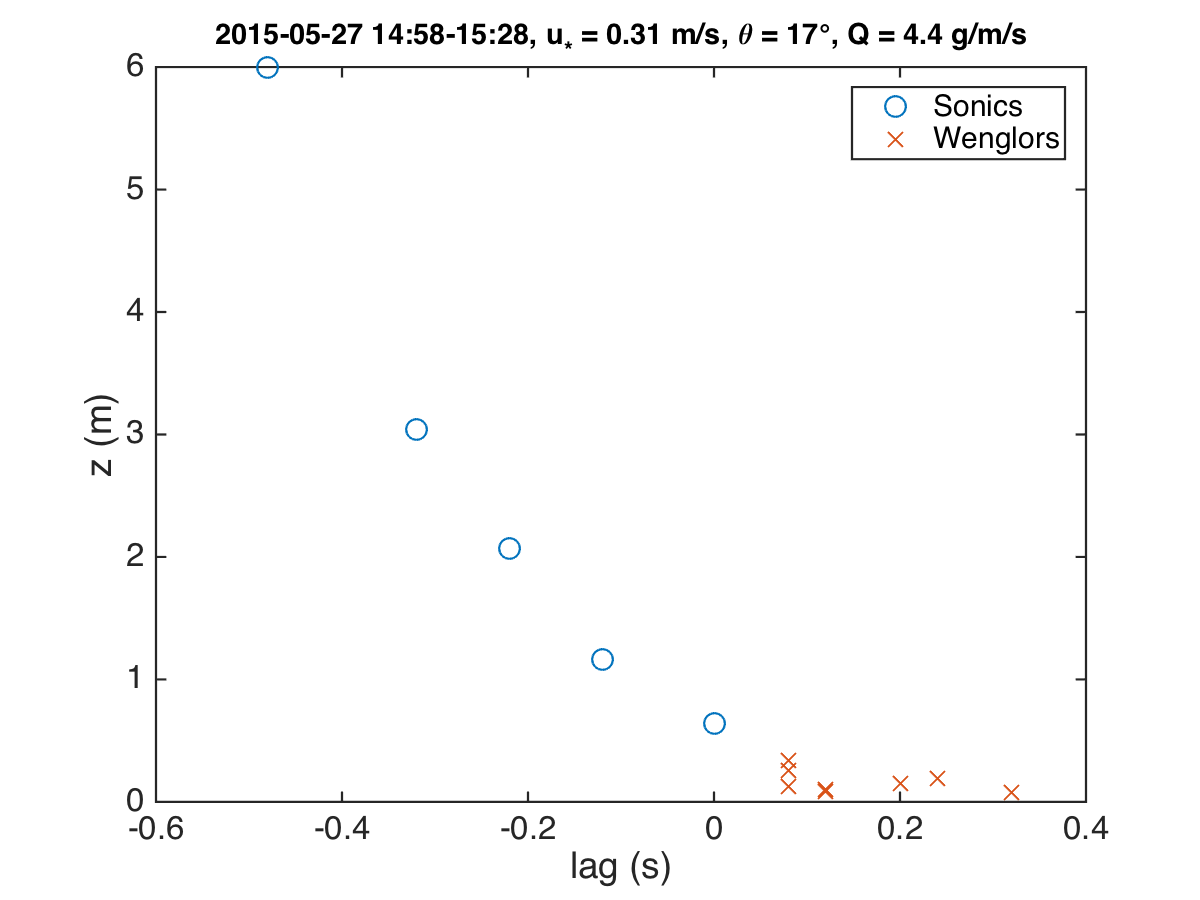 2015-05-27 14:58-15:28, u* = 0.31 m/s, θ = 17°, Q = 4.4 g/m/s
Sonics
Wenglors
6
5
4
3
2
1
0
z (m)
-0.6 -0.4 -0.2 0 0.2 0.4
lag (s)